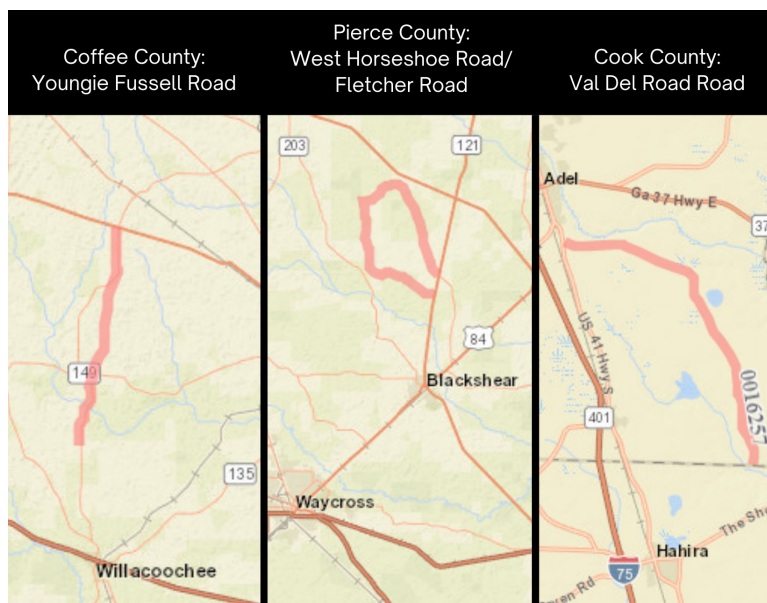 Coffee County:
Youngie Fussell Road
Pierce County:
West Horseshoe Road/
Fletcher Road
Cook County:
Val Del Road Road
149
135
Willacoochee
203
121
84
Blackshear
Waycross
Adel
Ga 37 Hwy E
37
US 41 Hwy S
0016257
401
Hahira
75